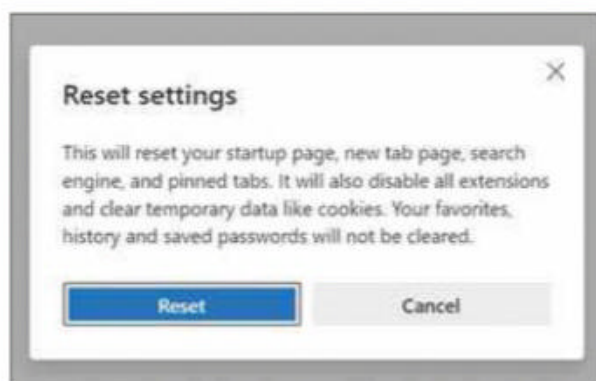 Reset settings
This will reset your startup page, new tab page, search
engine, and pinned tabs. It will also disable all extensions
and clear temporary data like cookies. Your favorites,
history and saved passwords will not be cleared.
Reset
Cancel